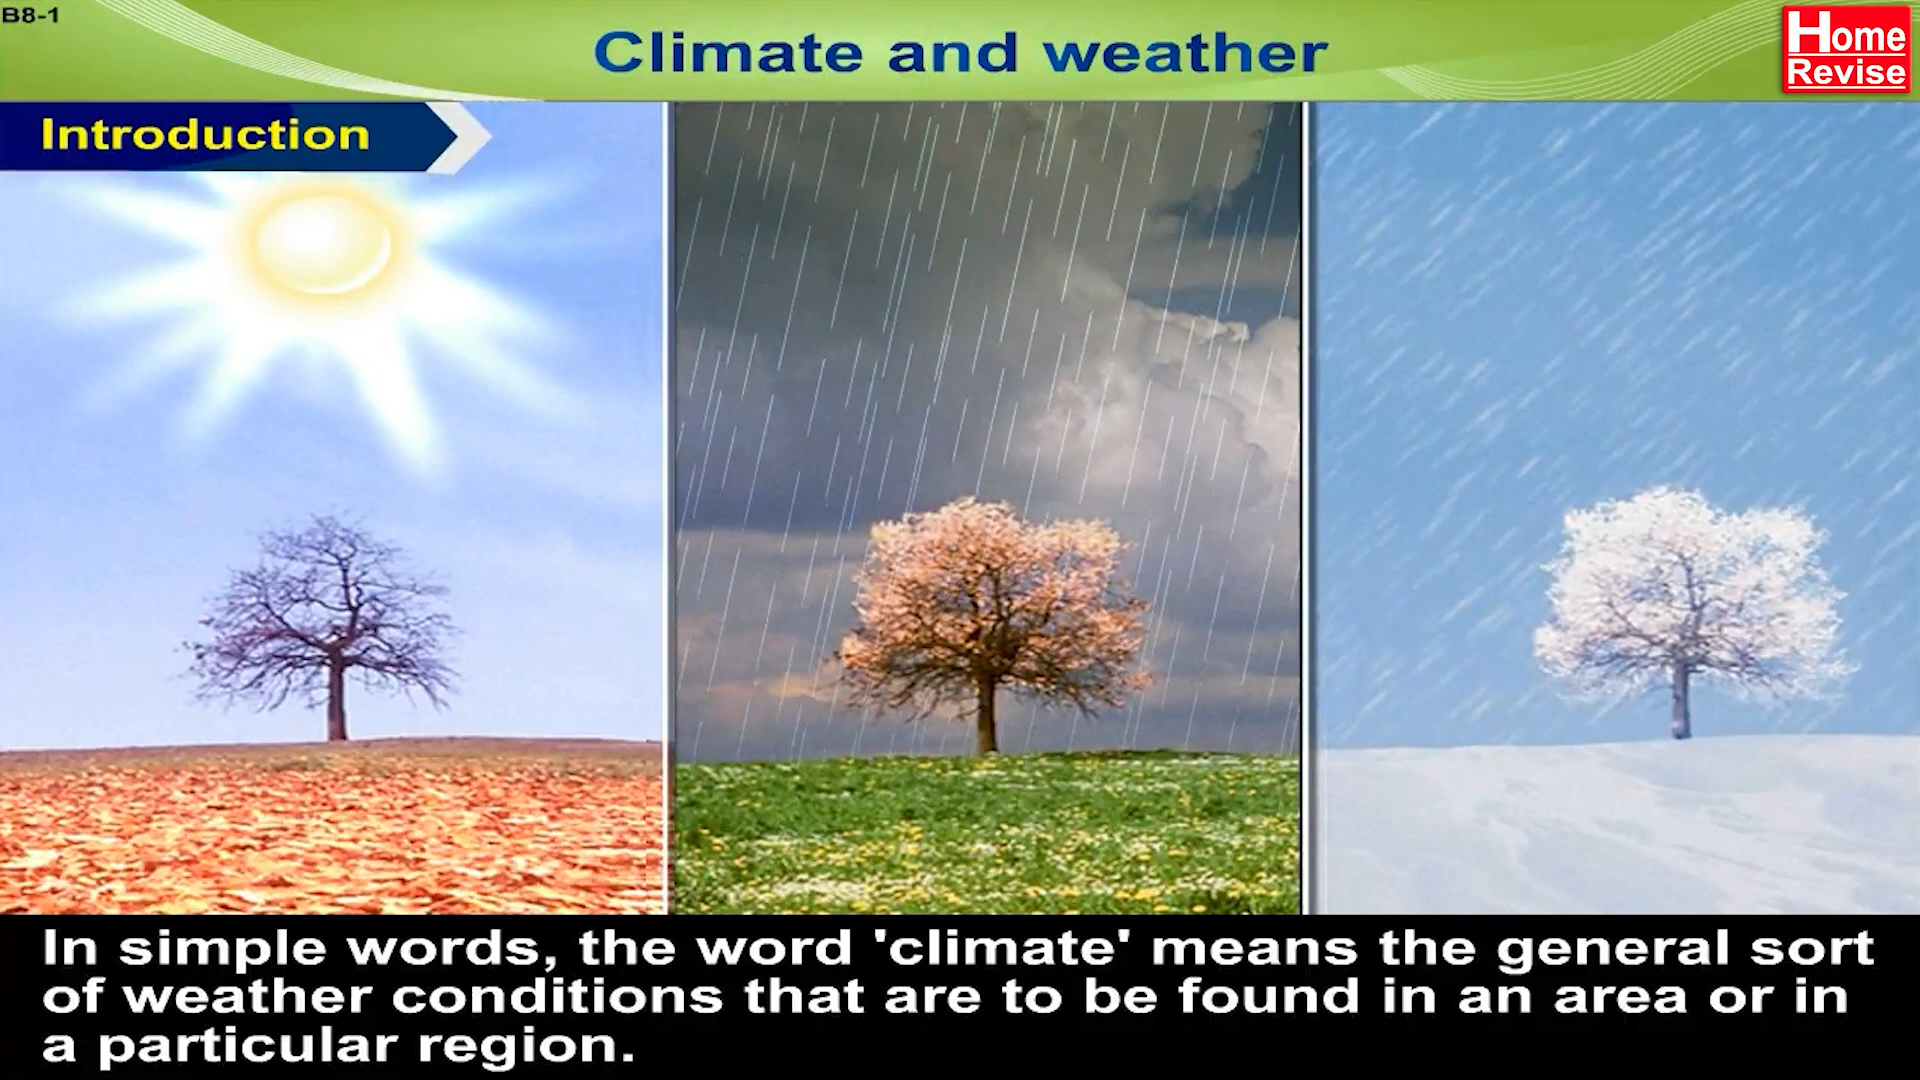 B8-1
Climate and weather
Home
Revise
Introduction
In simple words, the word 'climate' means the general sort
of weather conditions that are to be found in an area or in
a particular region.